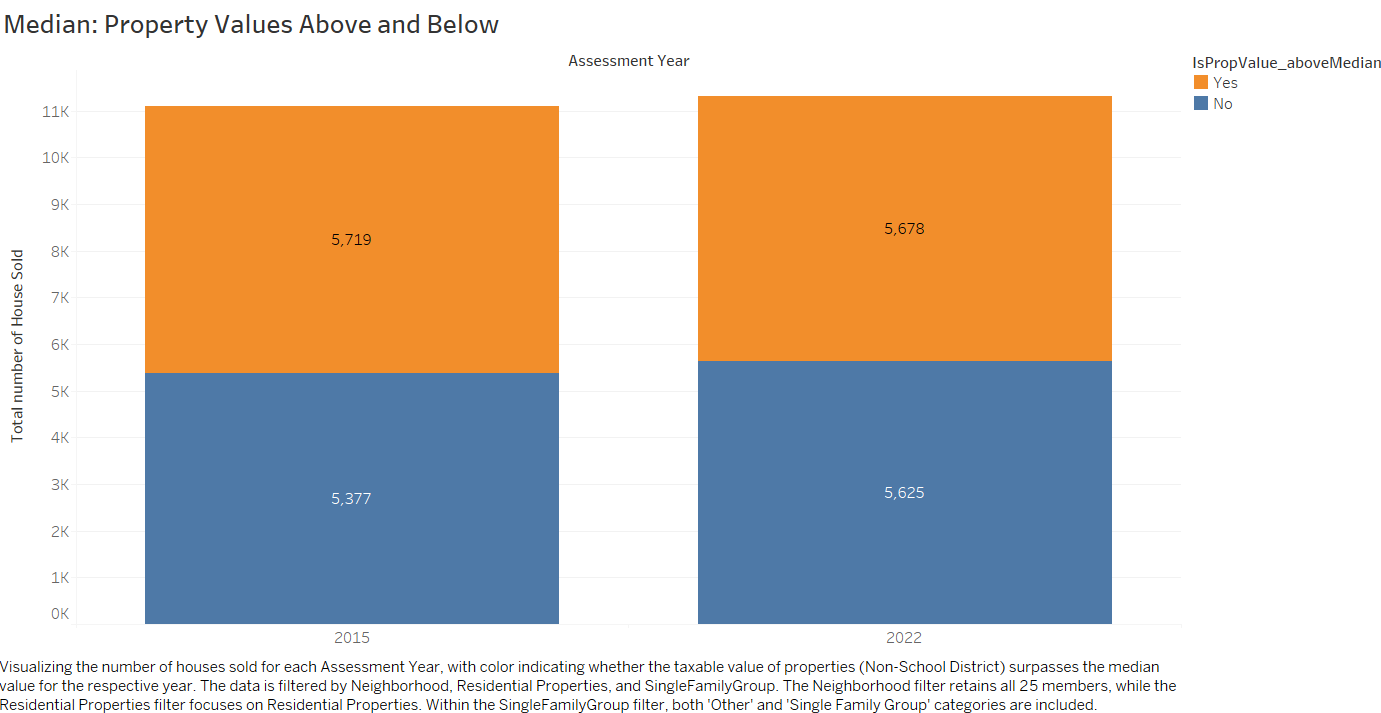 Median: Property Values Above and Below
Assessment Year
IsPropValue_aboveMedian
Yes
No
11K
10K
9K
8K
7K
6K
5K
4K
3K
2K
1K
0K
Total number of House Sold
5,719
5,678
5,377
5,625
2015
2022
Visualizing the number of houses sold for each Assessment Year, with color indicating whether the taxable value of properties (Non-School District) surpasses the median
value for the respective year. The data is filtered by Neighborhood, Residential Properties, and SingleFamilyGroup. The Neighborhood filter retains all 25 members, while the
Residential Properties filter focuses on Residential Properties. Within the SingleFamilyGroup filter, both 'Other' and 'Single Family Group' categories are included.